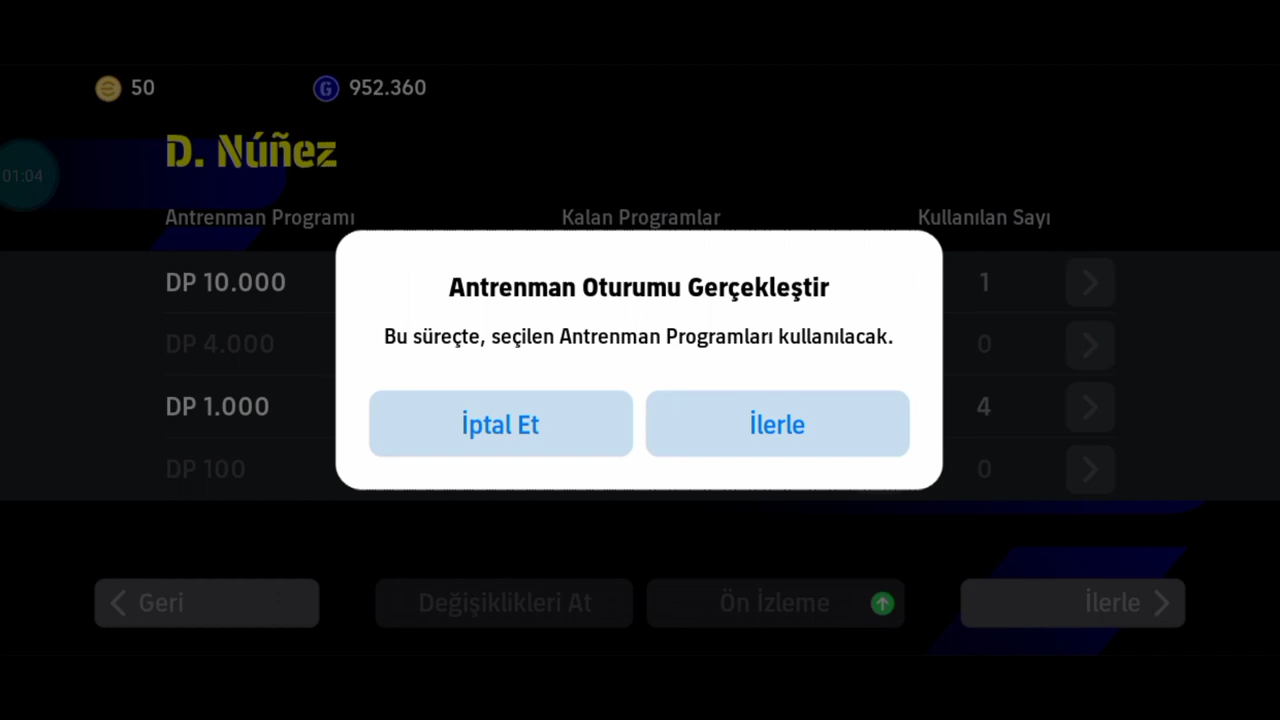 50
952.360
D. Núñez
01:04
Antrenman Programı Kalan Programlar Kullanılan Sayı
DP 10.000 1
DP 4.000 0
DP 1.000 4
DP 100 0
Antrenman Oturumu Gerçekleştir
Bu süreçte, seçilen Antrenman Programları kullanılacak.
İptal Et İlerle
Geri Değişiklikleri At Ön İzleme İlerle